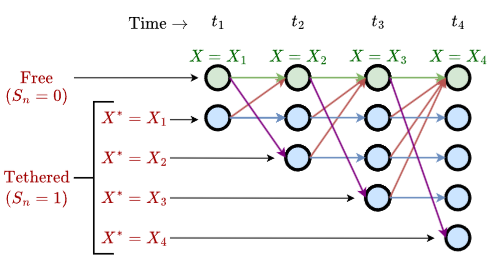 Time → t₁ t₂ t₃ t₄
X = X₁ X = X₂ X = X₃ X = X₄
Free
(Sₙ = 0)
X* = X₁
X* = X₂
Tethered
(Sₙ = 1)
X* = X₃
X* = X₄